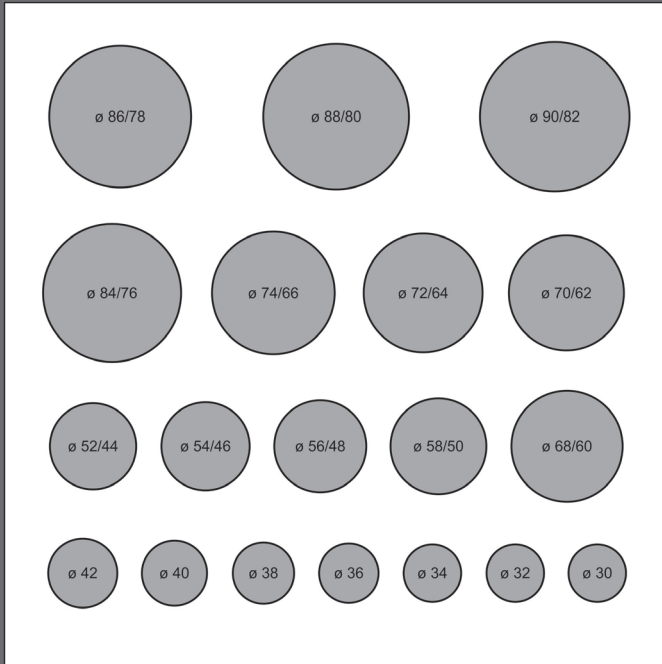 ø 86/78
ø 88/80
ø 90/82
ø 84/76
ø 74/66
ø 72/64
ø 70/62
ø 52/44
ø 54/46
ø 56/48
ø 58/50
ø 68/60
ø 42
ø 40
ø 38
ø 36
ø 34
ø 32
ø 30